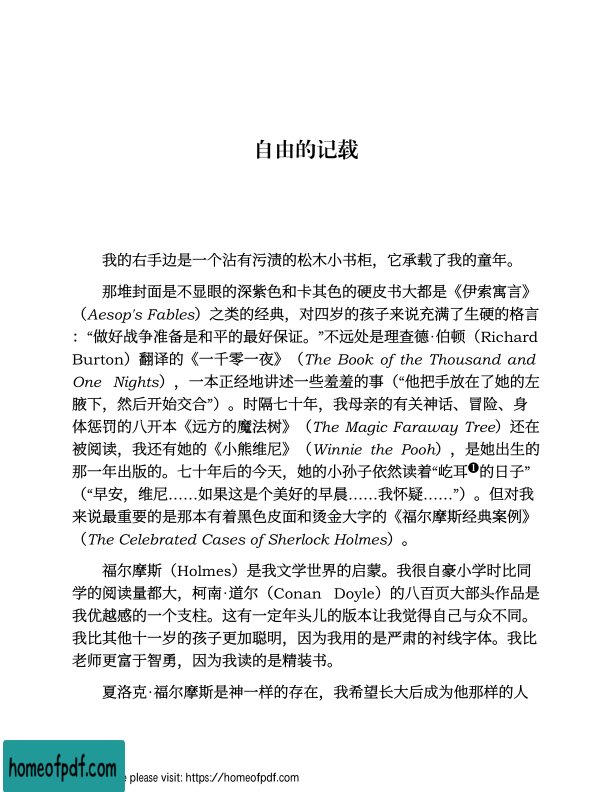 自由的记载
我的右手边是一个沾有污渍的松木小书柜，它承载了我的童年。
那堆封面是不显眼的深紫色和卡其色的硬皮书大都是《伊索寓言》
（Aesop's Fables）之类的经典，对四岁的孩子来说充满了生硬的格言
：“做好战争准备是和平的最好保证。”不远处是理查德·伯顿（Richard
Burton）翻译的《一千零一夜》（The Book of the Thousand and
One Nights），一本正经地讲述一些羞羞的事（“他把手放在了她的左
腋下，然后开始交合”）。时隔七十年，我母亲的有关神话、冒险、身
体惩罚的八开本《远方的魔法树》（The Magic Faraway Tree）还在
被阅读，我还有她的《小熊维尼》（Winnie the Pooh），是她出生的
那一年出版的。七十年后的今天，她的小孙子依然读着“屹耳❶的日子”
（“早安，维尼……如果这是个美好的早晨……我怀疑……”）。但对我
来说最重要的是那本有着黑色皮面和烫金大字的《福尔摩斯经典案例》
（The Celebrated Cases of Sherlock Holmes）。
福尔摩斯（Holmes）是我文学世界的启蒙。我很自豪小学时比同
学的阅读量都大，柯南·道尔（Conan Doyle）的八百页大部头作品是
我优越感的一个支柱。这有一定年头儿的版本让我觉得自己与众不同。
我比其他十一岁的孩子更加聪明，因为我用的是严肃的衬线字体。我比
老师更富于智勇，因为我读的是精装书。
夏洛克·福尔摩斯是神一样的存在，我希望长大后成为他那样的人
homeofpdf.com
e please visit: https://homeofpdf.com